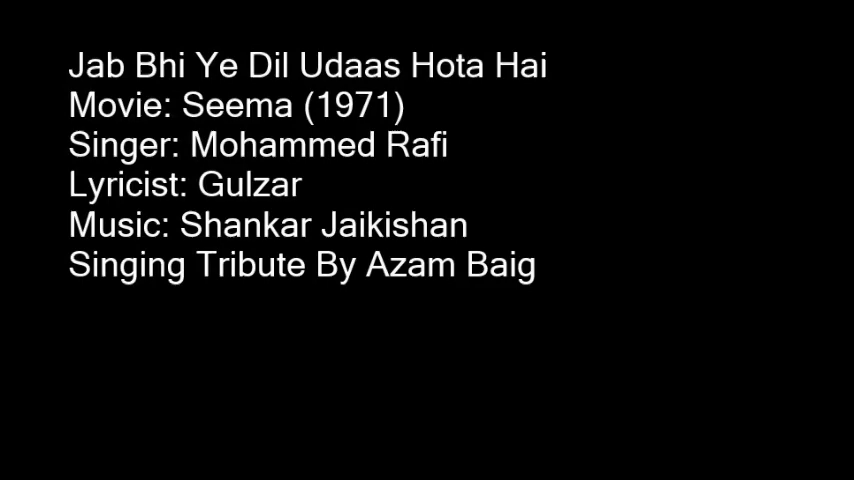 Jab Bhi Ye Dil Udaas Hota Hai
Movie: Seema (1971)
Singer: Mohammed Rafi
Lyricist: Gulzar
Music: Shankar Jaikishan
Singing Tribute By Azam Baig